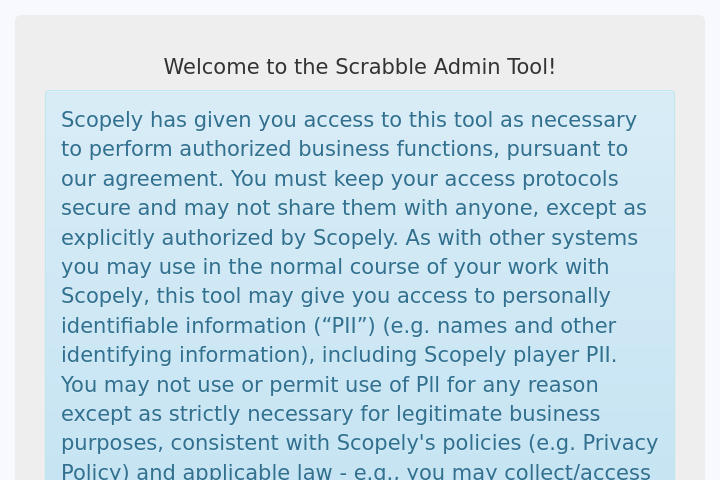 Welcome to the Scrabble Admin Tool!
Scopely has given you access to this tool as necessary
to perform authorized business functions, pursuant to
our agreement. You must keep your access protocols
secure and may not share them with anyone, except as
explicitly authorized by Scopely. As with other systems
you may use in the normal course of your work with
Scopely, this tool may give you access to personally
identifiable information (“PII”) (e.g. names and other
identifying information), including Scopely player PII.
You may not use or permit use of PII for any reason
except as strictly necessary for legitimate business
purposes, consistent with Scopely's policies (e.g. Privacy
Policy) and applicable law - e.g., you may collect/access